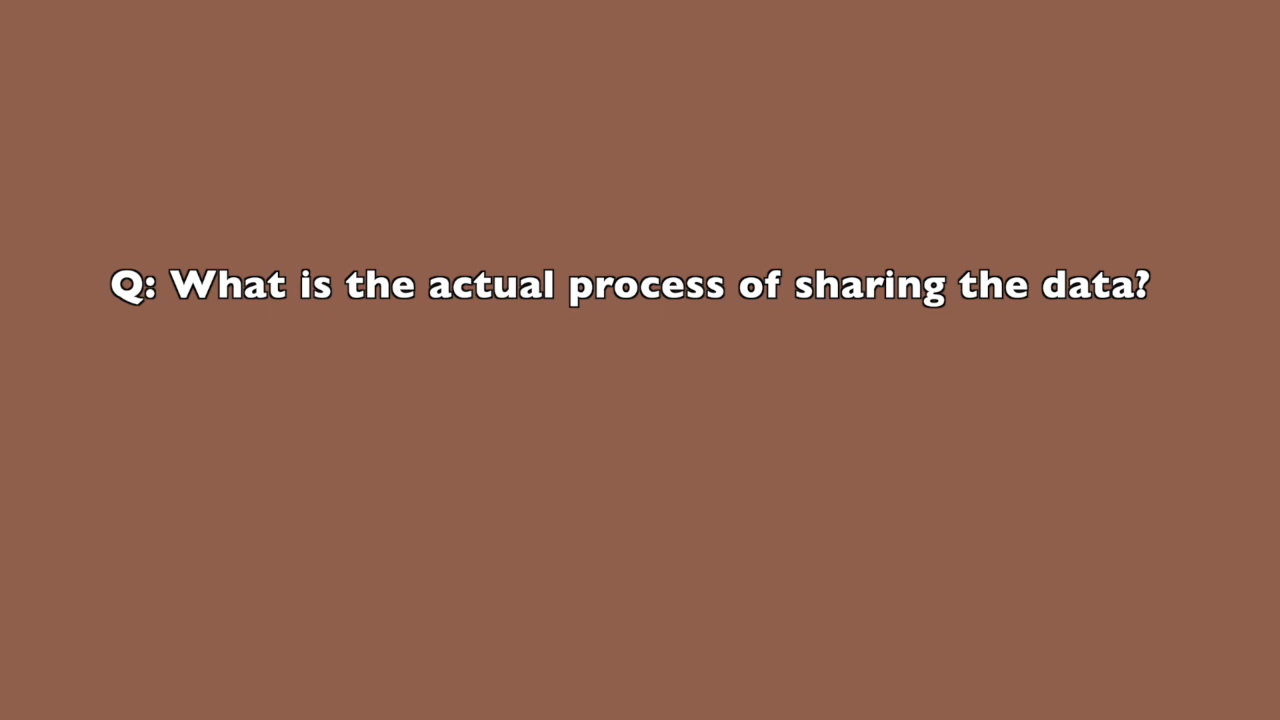 Q: What is the actual process of sharing the data?